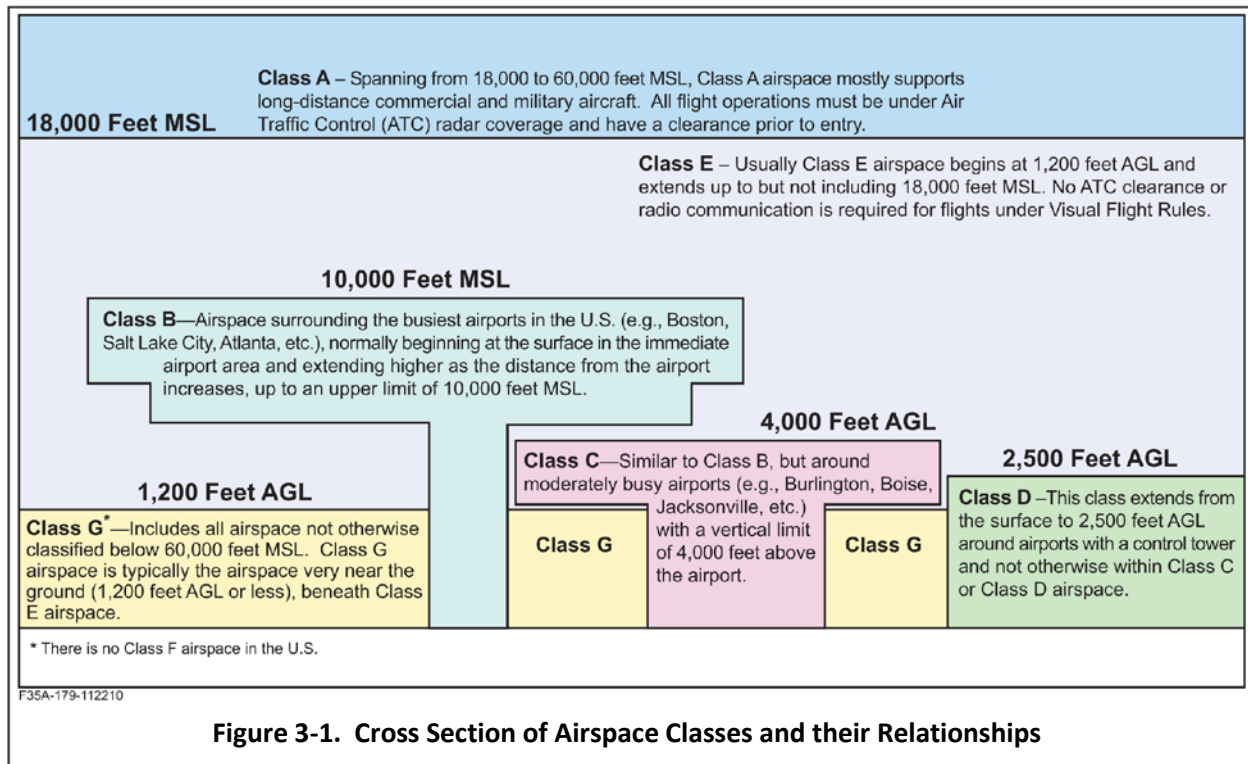 Class A – Spanning from 18,000 to 60,000 feet MSL, Class A airspace mostly supports
long-distance commercial and military aircraft.  All flight operations must be under Air
Traffic Control (ATC) radar coverage and have a clearance prior to entry.
18,000 Feet MSL
Class E – Usually Class E airspace begins at 1,200 feet AGL and
extends up to but not including 18,000 feet MSL. No ATC clearance or
radio communication is required for flights under Visual Flight Rules.
10,000 Feet MSL
Class B—Airspace surrounding the busiest airports in the U.S. (e.g., Boston,
Salt Lake City, Atlanta, etc.), normally beginning at the surface in the immediate
airport area and extending higher as the distance from the airport
increases, up to an upper limit of 10,000 feet MSL.
4,000 Feet AGL
Class C—Similar to Class B, but around
moderately busy airports (e.g., Burlington, Boise,
Jacksonville, etc.)
with a vertical limit
of 4,000 feet above
the airport.
2,500 Feet AGL
Class D –This class extends from
the surface to 2,500 feet AGL
around airports with a control tower
and not otherwise within Class C
or Class D airspace.
1,200 Feet AGL
Class G*—Includes all airspace not otherwise
classified below 60,000 feet MSL.  Class G
airspace is typically the airspace very near the
ground (1,200 feet AGL or less), beneath Class
E airspace.
Class G
Class G
* There is no Class F airspace in the U.S.
F35A-179-112210
Figure 3-1.  Cross Section of Airspace Classes and their Relationships